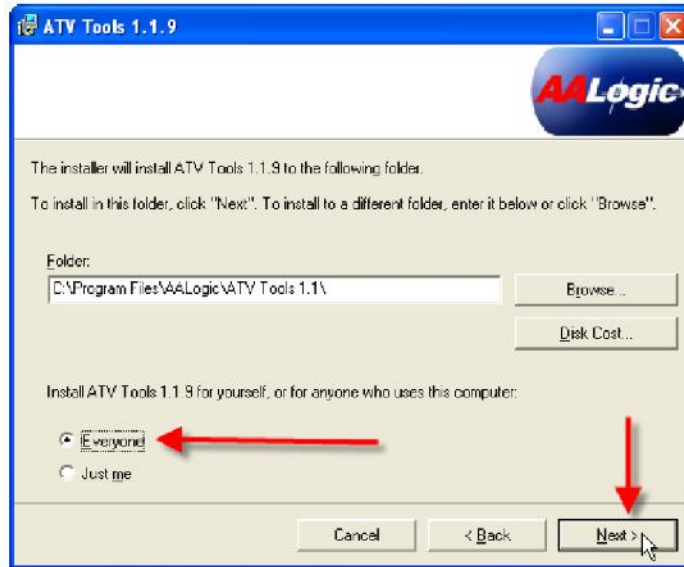 ATV Tools 1.1.9
AALogic
The installer will install ATV Tools 1.1.9 to the following folder.
To install in this folder, click "Next". To install to a different folder, enter it below or click "Browse".
Folder:
C:\Program Files\AALogic\ATV Tools 1.1\
Browse...
Disk Cost...
Install ATV Tools 1.1.9 for yourself, or for anyone who uses this computer:
Everyone
Just me
Cancel
< Back
Next >